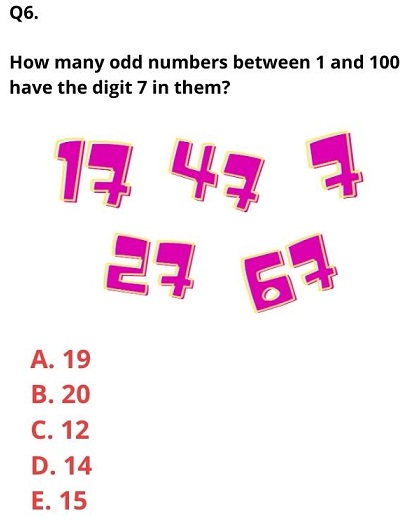 Q6.
How many odd numbers between 1 and 100
have the digit 7 in them?
17 47 7
27 67
A. 19
B. 20
C. 12
D. 14
E. 15